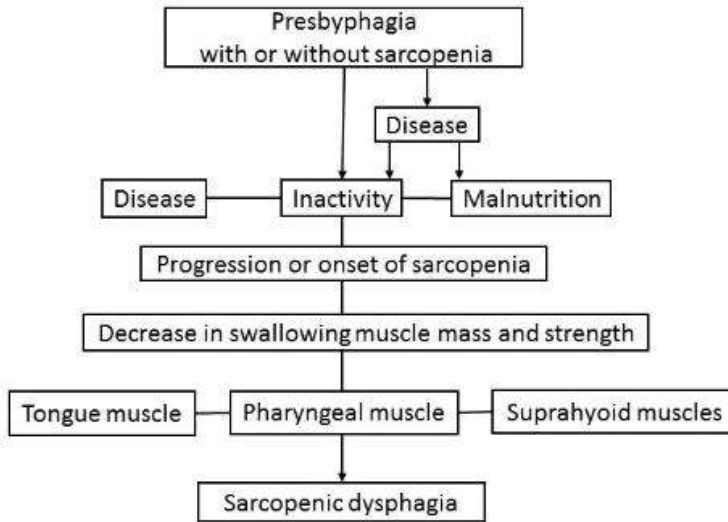 Presbyphagia
with or without sarcopenia
Disease
Disease
Inactivity
Malnutrition
Progression or onset of sarcopenia
Decrease in swallowing muscle mass and strength
Tongue muscle
Pharyngeal muscle
Suprahyoid muscles
Sarcopenic dysphagia